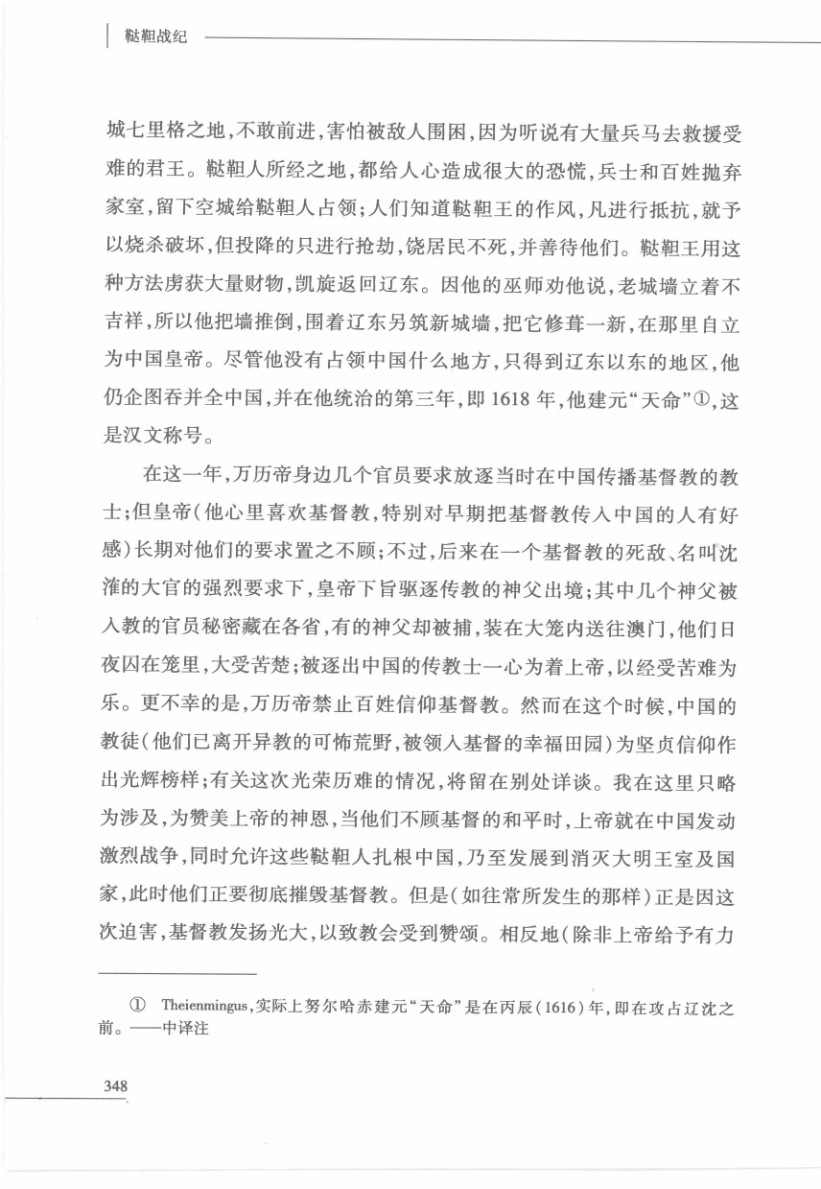 鞑靼战纪
城七里格之地,不敢前进,害怕被敌人围困,因为听说有大量兵马去救援受
难的君王。鞑靼人所经之地,都给人心造成很大的恐慌,兵士和百姓抛弃
家室,留下空城给鞑靼人占领;人们知道鞑靼王的作风,凡进行抵抗,就予
以烧杀破坏,但投降的只进行抢劫,饶居民不死,并善待他们。鞑靼王用这
种方法虏获大量财物,凯旋返回辽东。因他的巫师劝他说,老城墙立着不
吉祥,所以他把墙推倒,围着辽东另筑新城墙,把它修葺一新,在那里自立
为中国皇帝。尽管他没有占领中国什么地方,只得到辽东以东的地区,他
仍企图吞并全中国,并在他统治的第三年,即 1618 年,他建元“天命”①,这
是汉文称号。
在这一年,万历帝身边几个官员要求放逐当时在中国传播基督教的教
士;但皇帝(他心里喜欢基督教,特别对早期把基督教传入中国的人有好
感)长期对他们的要求置之不顾;不过,后来在一个基督教的死敌、名叫沈
㴶的大官的强烈要求下,皇帝下旨驱逐传教的神父出境;其中几个神父被
入教的官员秘密藏在各省,有的神父却被捕,装在大笼内送往澳门,他们日
夜囚在笼里,大受苦楚;被逐出中国的传教士一心为着上帝,以经受苦难为
乐。更不幸的是,万历帝禁止百姓信仰基督教。然而在这个时候,中国的
教徒(他们已离开异教的可怖荒野,被领入基督的幸福田园)为坚贞信仰作
出光辉榜样;有关这次光荣历难的情况,将留在别处详谈。我在这里只略
为涉及,为赞美上帝的神恩,当他们不顾基督的和平时,上帝就在中国发动
激烈战争,同时允许这些鞑靼人扎根中国,乃至发展到消灭大明王室及国
家,此时他们正要彻底摧毁基督教。但是(如往常所发生的那样)正是因这
次迫害,基督教发扬光大,以致教会受到赞颂。相反地(除非上帝给予有力
① Theienmingus,实际上努尔哈赤建元“天命”是在丙辰(1616)年,即在攻占辽沈之
前。——中译注
348